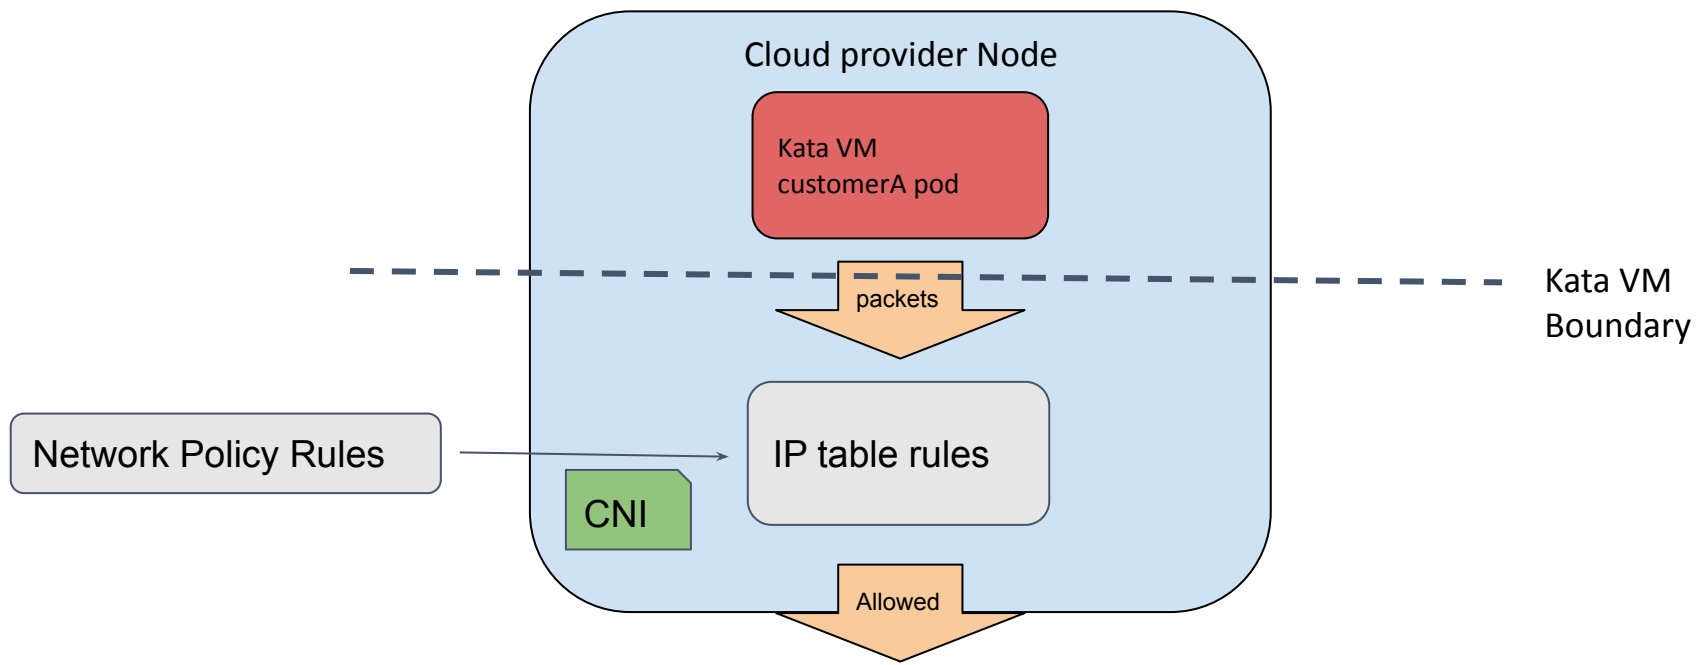 Cloud provider Node
Kata VM
customerA pod
packets
Kata VM
Boundary
Network Policy Rules
IP table rules
CNI
Allowed